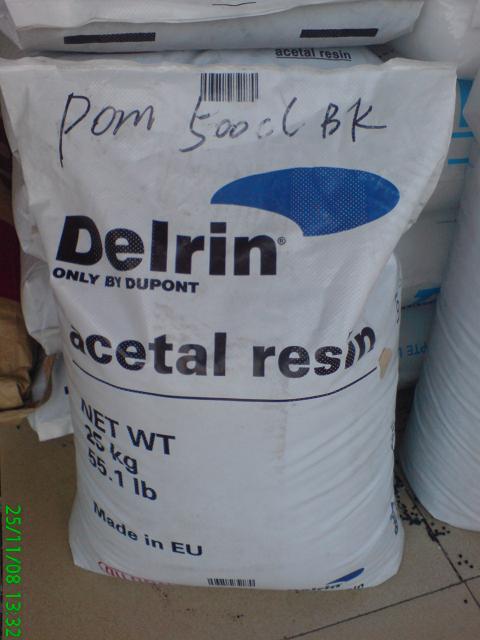 acetal resin
POM 500CL BK
Delrin®
ONLY BY DUPONT
acetal resin
NET WT
25 kg
55.1 lb
Made in EU
Delrin
25/11/08 13:32